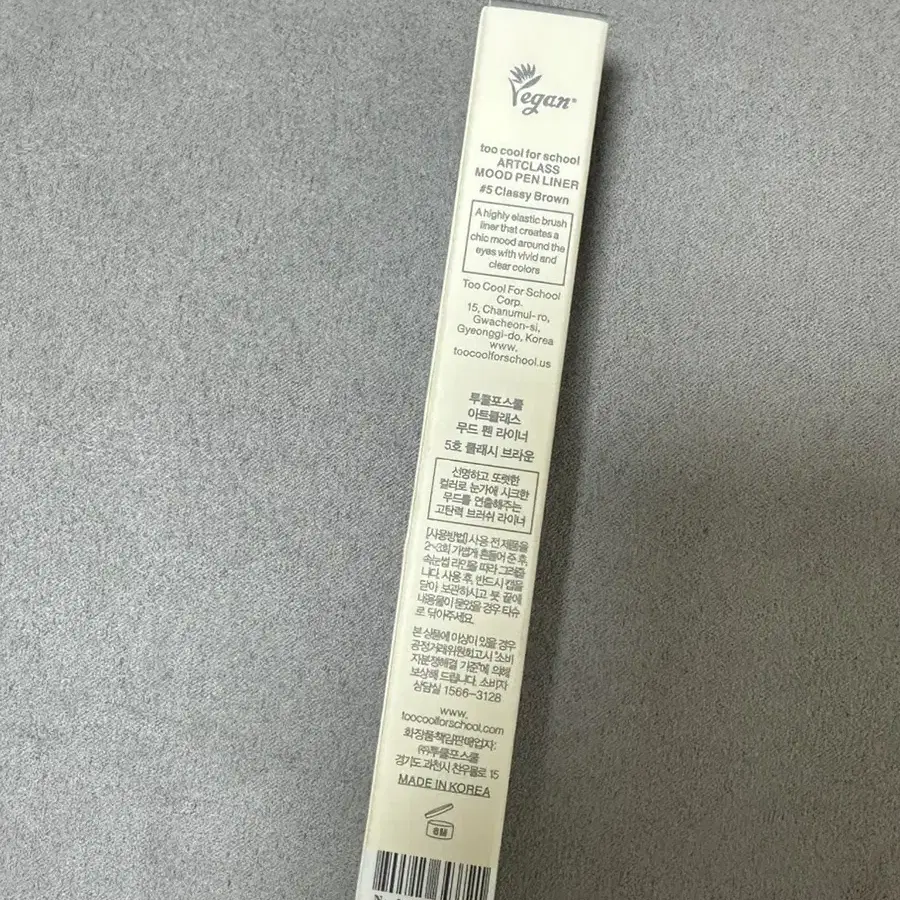 Vegan®
too cool for school
ARTCLASS
MOOD PEN LINER
#5 Classy Brown
A highly elastic brush
liner that creates a
chic mood around the
eyes with vivid and
clear colors
Too Cool For School
Corp.
15, Chanumul-ro,
Gwacheon-si,
Gyeonggi-do, Korea
www.
toocoolforschool.us
투쿨포스쿨
아트클래스
무드 펜 라이너
5호 클래시 브라운
선명하고 또렷한
컬러로 눈가에 시크한
무드를 연출해주는
고탄력 브러쉬 라이너
[사용방법] 사용 전 제품을
2~3회 가볍게 흔들어 준 후,
속눈썹 라인을 따라 그려줍
니다. 사용 후, 반드시 캡을
닫아 보관하시고 붓 끝에
내용물이 묻었을 경우 티슈
로 닦아주세요.
본 상품에 이상이 있을 경우
공정거래위원회고시 "소비
자분쟁해결 기준"에 의해
보상해 드립니다. 소비자
상담실 1566-3128
www.
toocoolforschool.com
화장품책임판매업자:
㈜투쿨포스쿨
경기도 과천시 찬우물로 15
MADE IN KOREA
6M